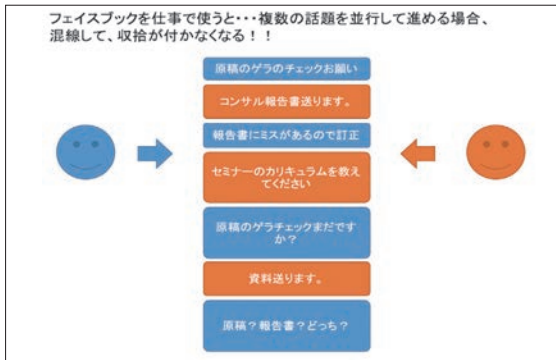 フェイスブックを仕事で使うと・・・複数の話題を並行して進める場合、
混線して、収拾が付かなくなる！！
原稿のゲラのチェックお願い
コンサル報告書送ります。
報告書にミスがあるので訂正
セミナーのカリキュラムを教え
てください
原稿のゲラチェックまだです
か？
資料送ります。
原稿？報告書？どっち？